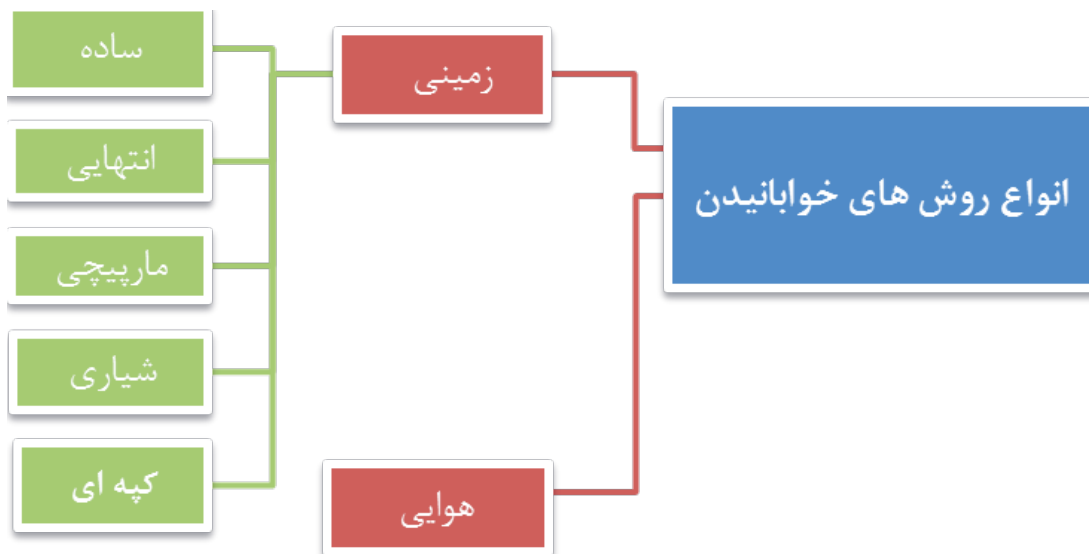 انواع روش های خوابانیدن
زمینی
ساده
انتهایی
مارپیچی
شیاری
کپه ای
هوایی